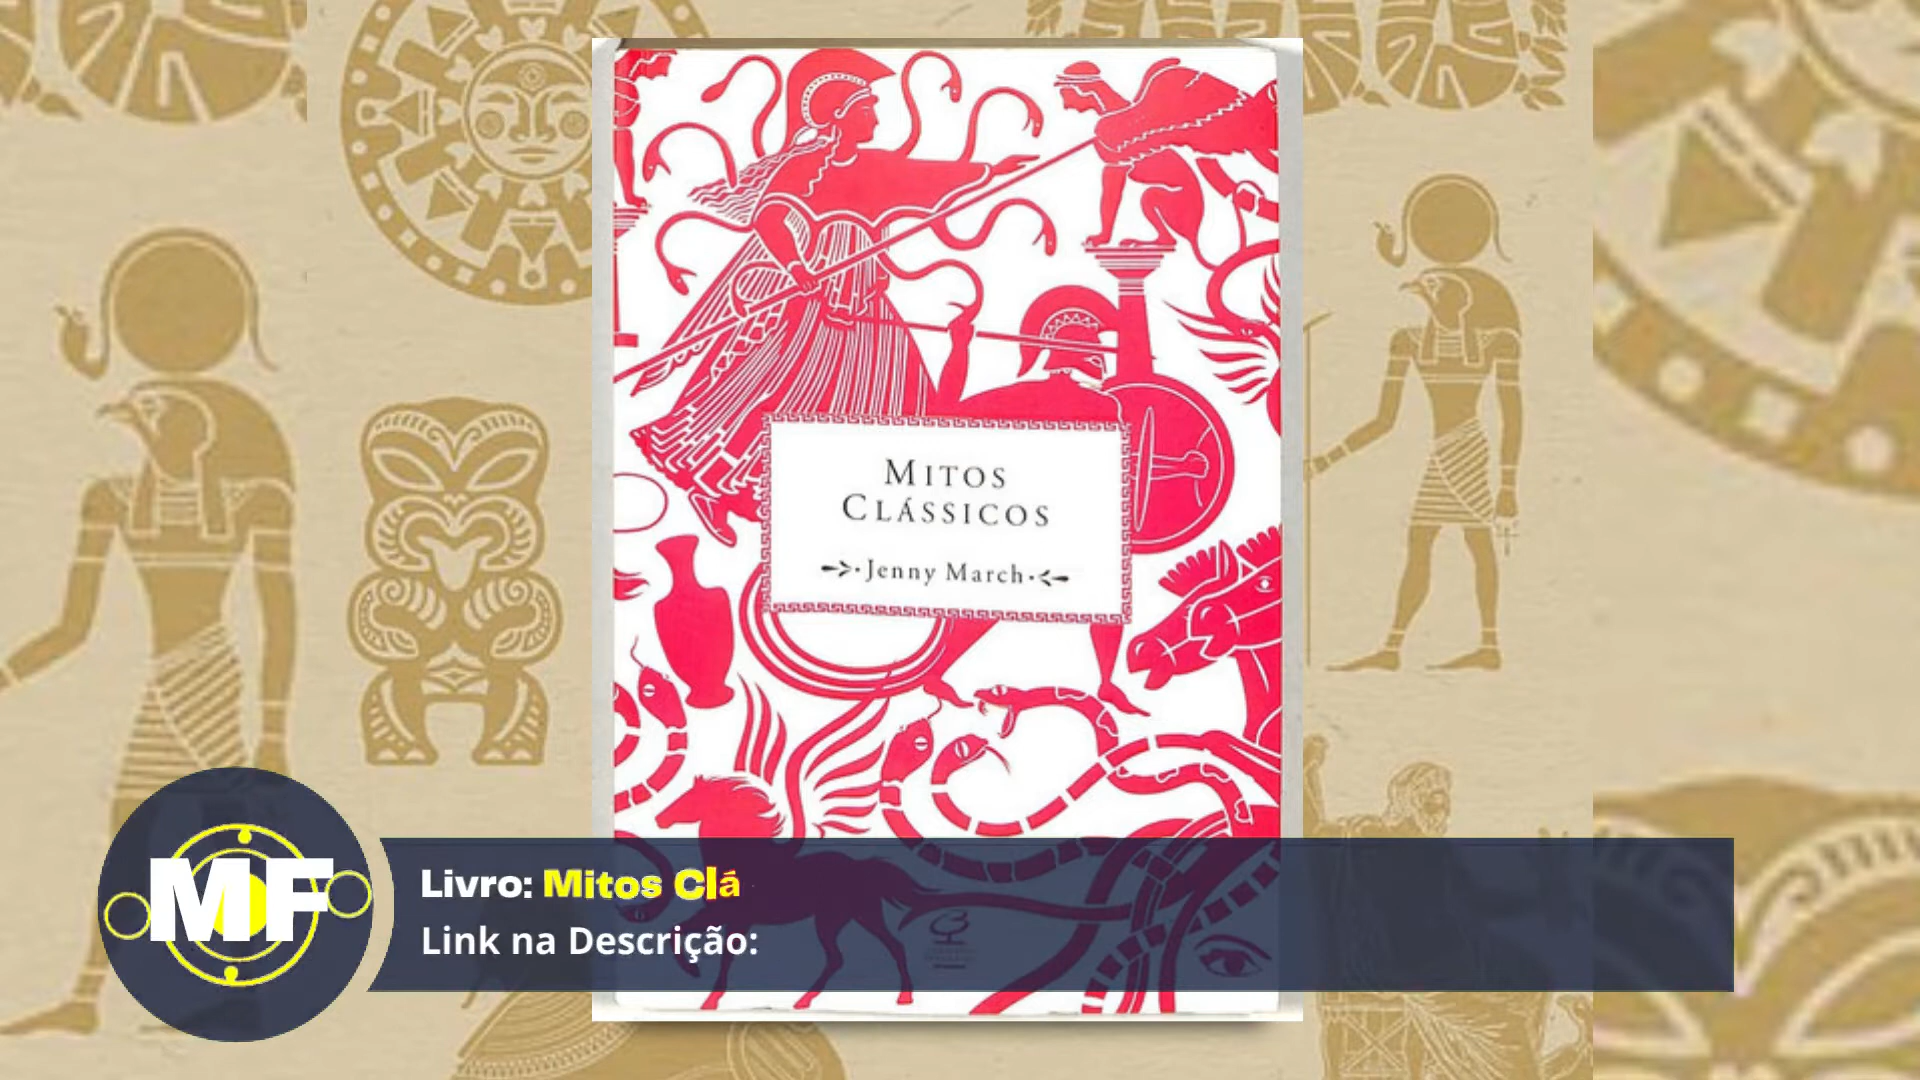 MITOS
CLÁSSICOS
Jenny March
MF
Livro: Mitos Clá
Link na Descrição: